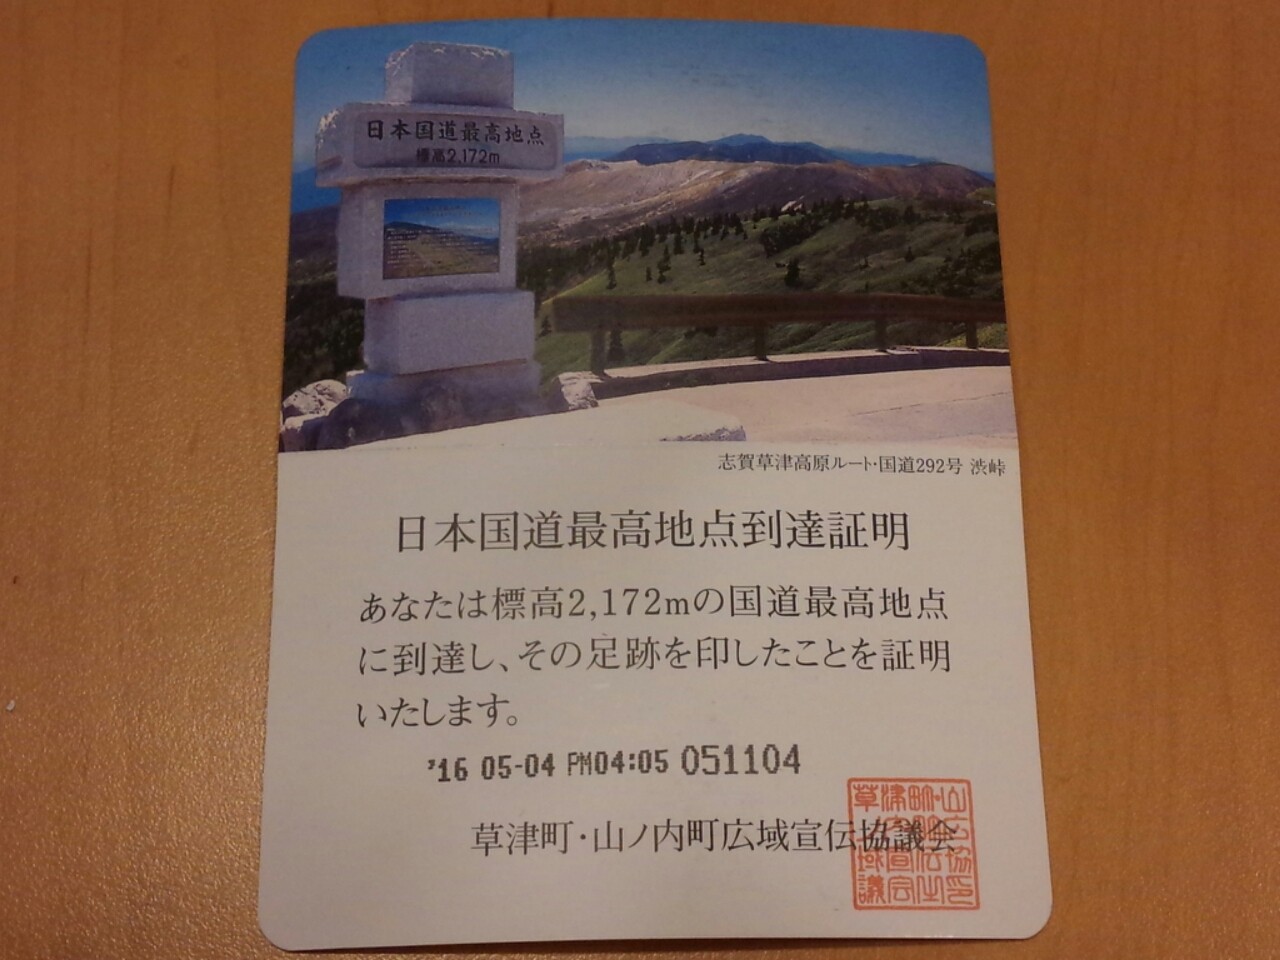 日本国道最高地点
標高2,172m
志賀草津高原ルート・国道292号 渋峠
日本国道最高地点到達証明
あなたは標高2,172mの国道最高地点
に到達し、その足跡を印したことを証明
いたします。
'16 05-04 PM04:05 051104
草津町・山ノ内町広域宣伝協議会